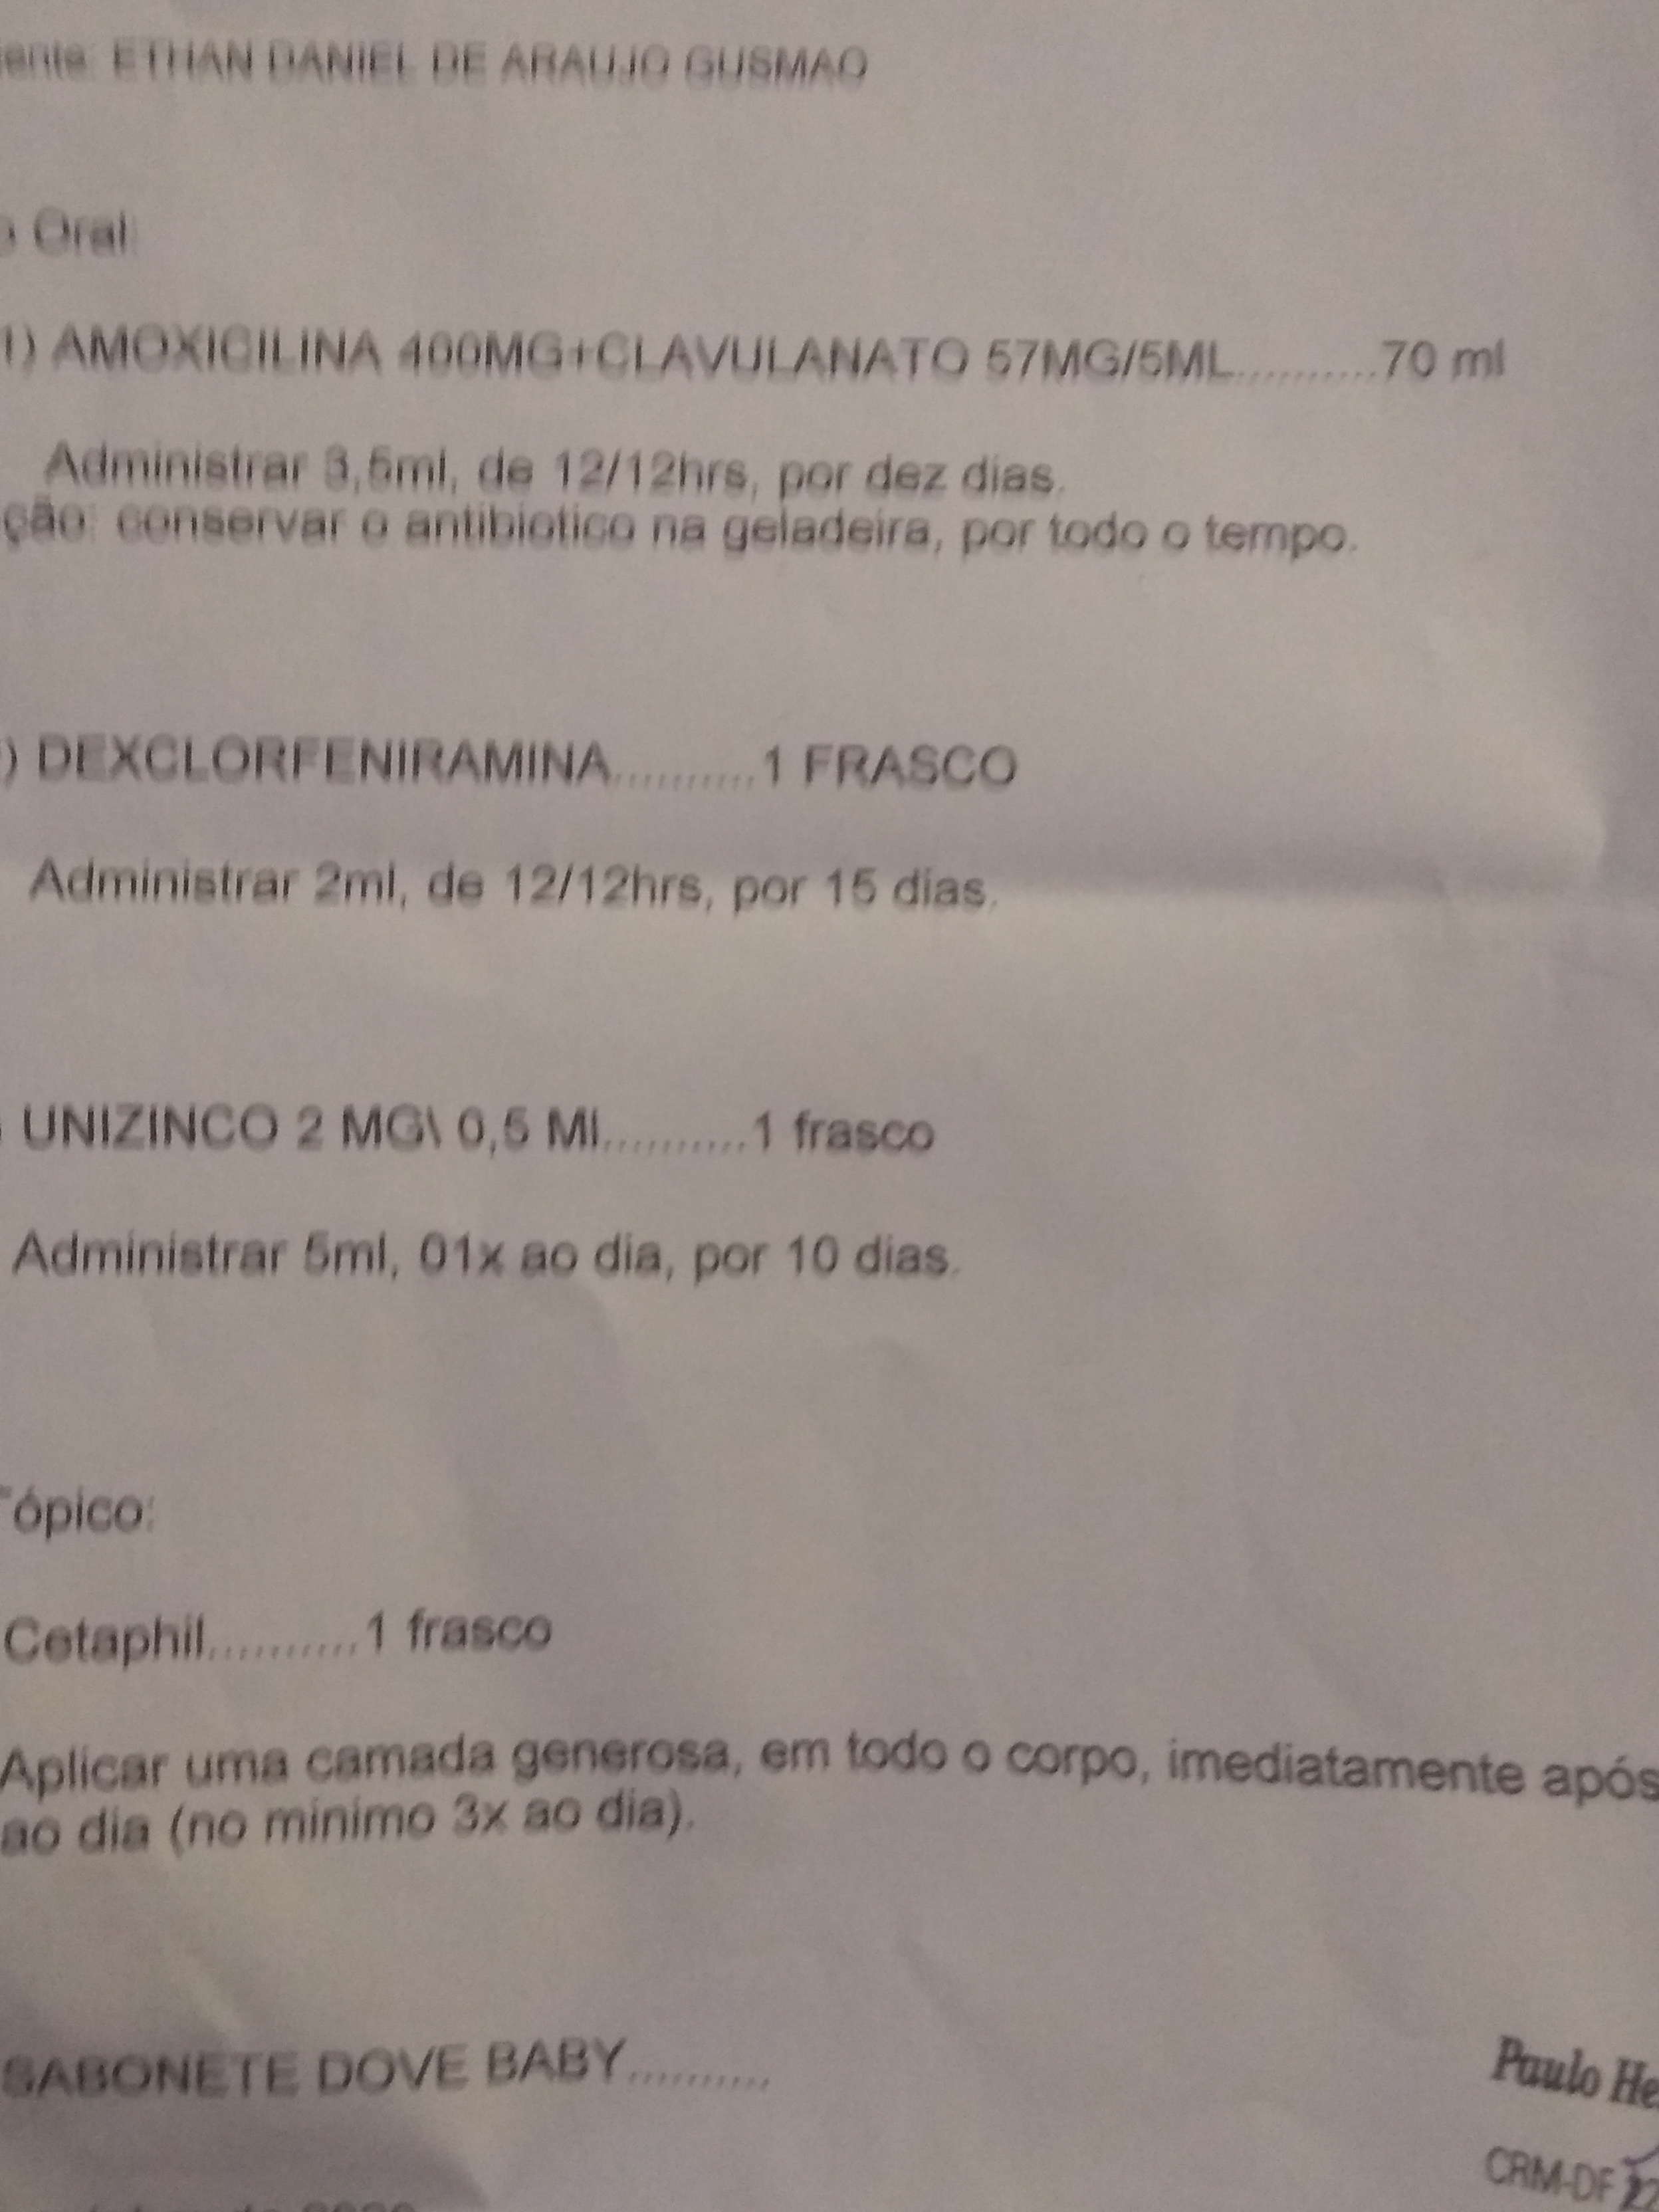 ente: ETHAN DANIEL DE ARAUJO GUSMAO
o Oral:
1) AMOXICILINA 400MG+CLAVULANATO 57MG/5ML..........70 ml
Administrar 3,5ml, de 12/12hrs, por dez dias.
ção: conservar o antibiotico na geladeira, por todo o tempo.
) DEXCLORFENIRAMINA..........1 FRASCO
Administrar 2ml, de 12/12hrs, por 15 dias.
UNIZINCO 2 MG\ 0,5 Ml..........1 frasco
Administrar 5ml, 01x ao dia, por 10 dias.
Tópico:
Cetaphil..........1 frasco
Aplicar uma camada generosa, em todo o corpo, imediatamente após
ao dia (no minimo 3x ao dia).
SABONETE DOVE BABY..........
Paulo He
CRM-DF